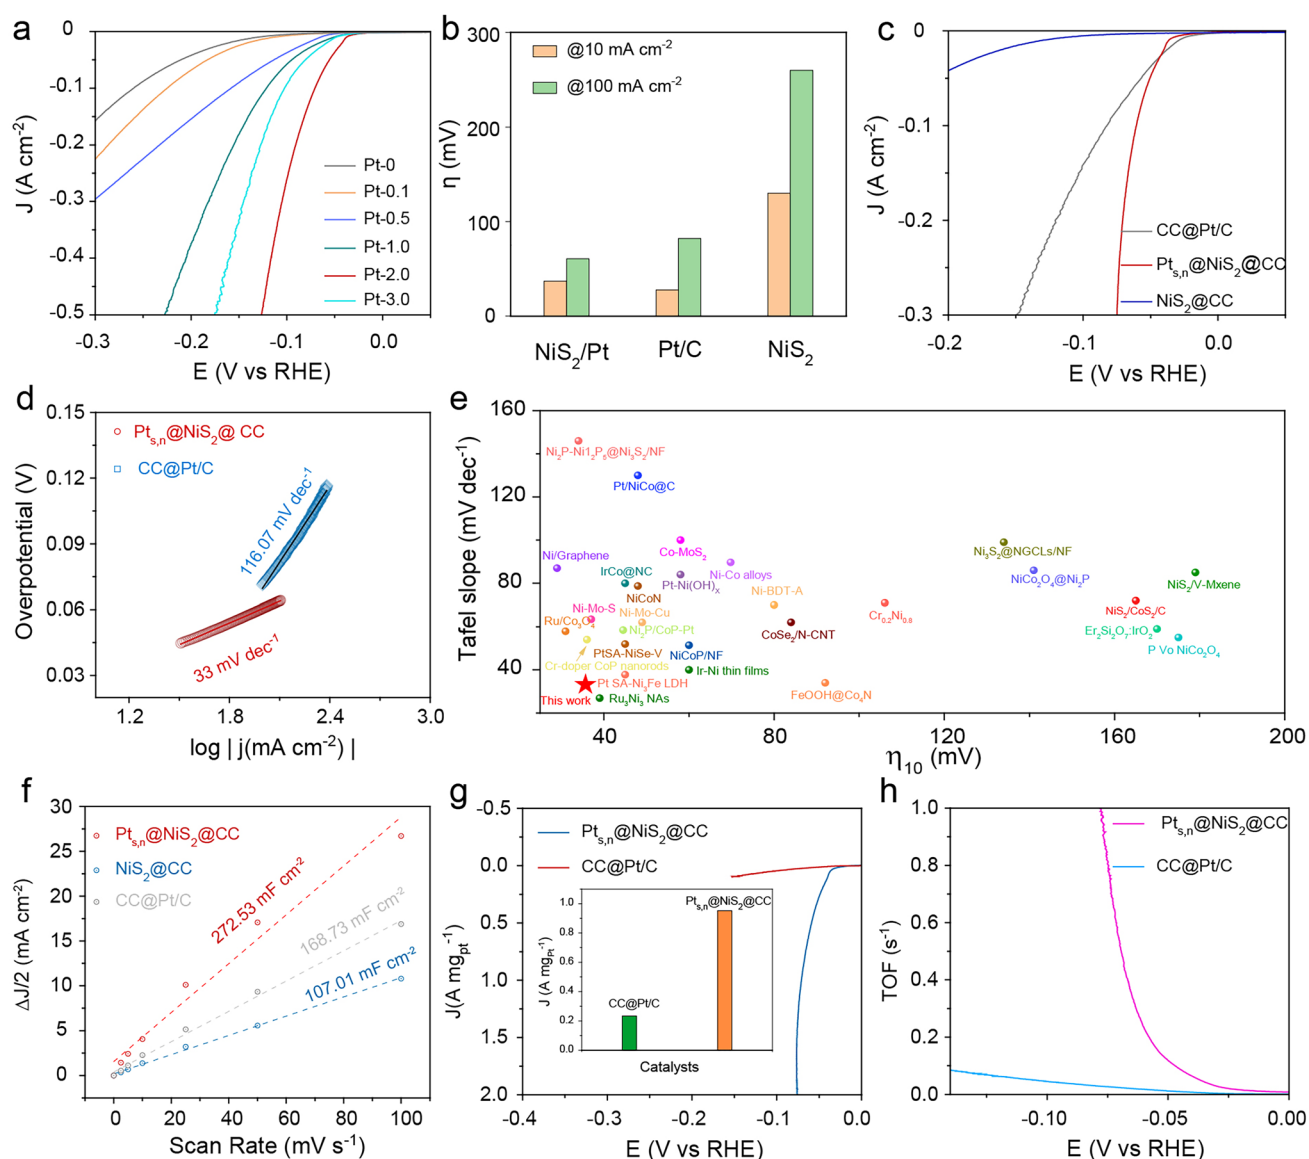 a
0
-0.1
-0.2
-0.3
-0.4
-0.5
J (A cm⁻²)
Pt-0
Pt-0.1
Pt-0.5
Pt-1.0
Pt-2.0
Pt-3.0
-0.3 -0.2 -0.1 0.0
E (V vs RHE)
b
300
200
100
0
η (mV)
@10 mA cm⁻²
@100 mA cm⁻²
NiS₂/Pt Pt/C NiS₂
c
0
-0.1
-0.2
-0.3
J (A cm⁻²)
CC@Pt/C
Ptₛ,ₙ@NiS₂@CC
NiS₂@CC
-0.2 -0.1 0.0
E (V vs RHE)
d
0.15
0.12
0.09
0.06
0.03
Overpotential (V)
Ptₛ,ₙ@NiS₂@ CC
CC@Pt/C
116.07 mV dec⁻¹
33 mV dec⁻¹
1.2 1.8 2.4 3.0
log | j(mA cm⁻²) |
e
160
120
80
40
Tafel slope (mV dec⁻¹)
Ni₂P-Ni1₂P₅@Ni₃S₂/NF
Pt/NiCo@C
Co-MoS₂
Ni/Graphene
IrCo@NC
Ni-Co alloys
Pt-Ni(OH)ₓ
NiCoN
Ni-BDT-A
Ni-Mo-S
Ni-Mo-Cu
Ru/Co₃O₄
Ni₂P/CoP-Pt
CoSe₂/N-CNT
Cr₀.₂Ni₀.₈
PtSA-NiSe-V
NiCoP/NF
Cr-doper CoP nanorods
Ir-Ni thin films
Pt SA-Ni₃Fe LDH
This work
Ru₃Ni₃ NAs
FeOOH@Co₄N
Ni₃S₂@NGCLs/NF
NiCo₂O₄@Ni₂P
NiS₂/V-Mxene
NiS₂/CoS₂/C
Er₂Si₂O₇:IrO₂
P Vo NiCo₂O₄
40 80 120 160 200
η₁₀ (mV)
f
30
25
20
15
10
5
0
ΔJ/2 (mA cm⁻²)
Ptₛ,ₙ@NiS₂@CC
NiS₂@CC
CC@Pt/C
272.53 mF cm⁻²
168.73 mF cm⁻²
107.01 mF cm⁻²
0 20 40 60 80 100
Scan Rate (mV s⁻¹)
g
-0.5
0.0
0.5
1.0
1.5
2.0
J(A mgₚₜ⁻¹)
Ptₛ,ₙ@NiS₂@CC
CC@Pt/C
1.0
0.8
0.6
0.4
0.2
0.0
J (A mgₚₜ⁻¹)
Ptₛ,ₙ@NiS₂@CC
CC@Pt/C
Catalysts
-0.4 -0.3 -0.2 -0.1 0.0
E (V vs RHE)
h
1.0
0.8
0.6
0.4
0.2
0.0
TOF (s⁻¹)
Ptₛ,ₙ@NiS₂@CC
CC@Pt/C
-0.10 -0.05 0.00
E (V vs RHE)